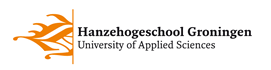 Hanzehogeschool Groningen
University of Applied Sciences